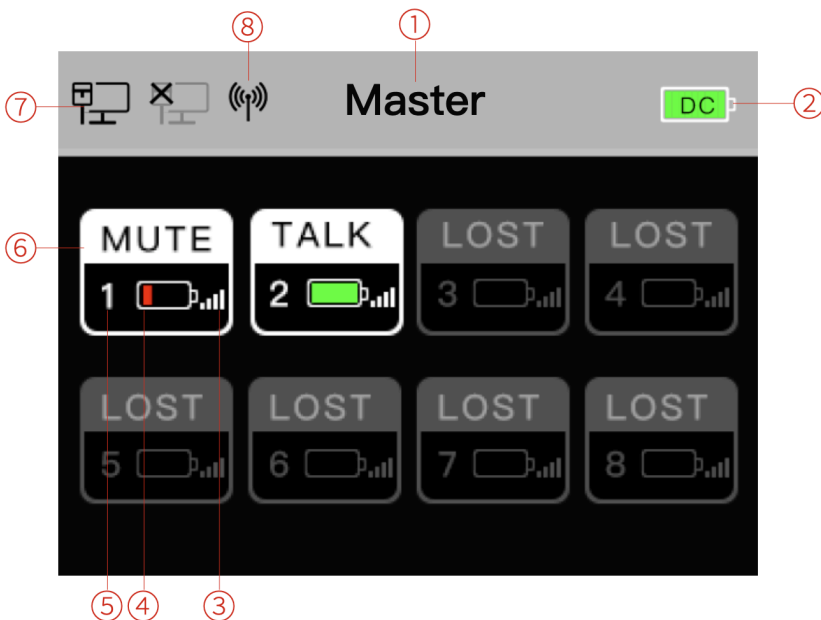 ⑧ ①
⑦ Master DC ②
⑥ MUTE TALK LOST LOST
1 2 3 4
LOST LOST LOST LOST
5 6 7 8
⑤ ④ ③